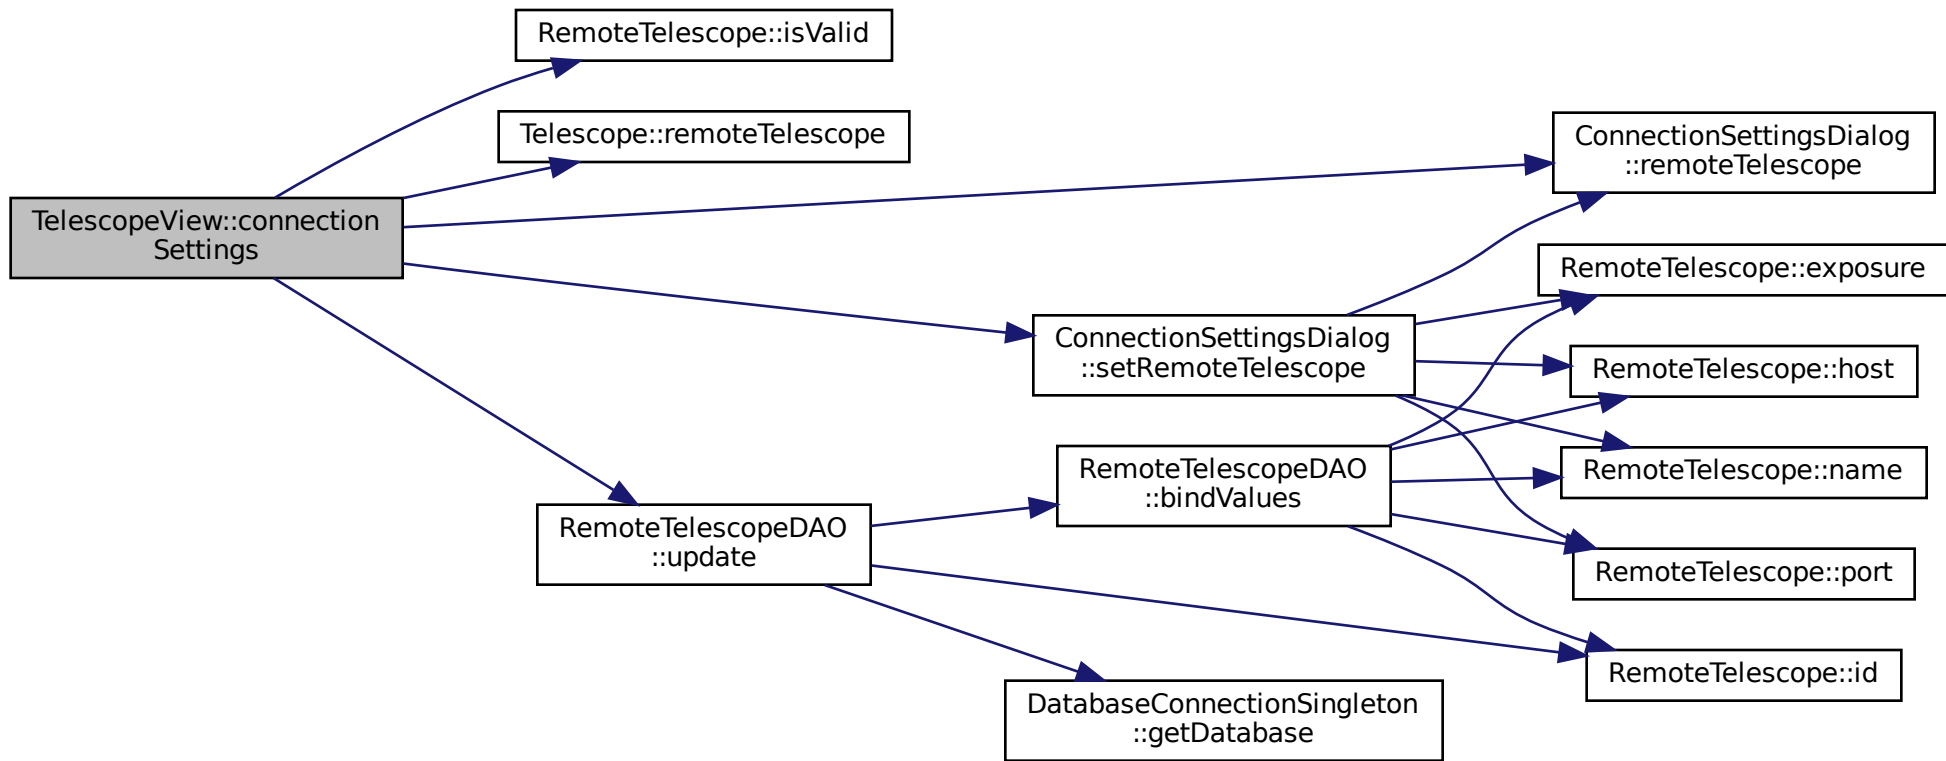 RemoteTelescope::isValid
Telescope::remoteTelescope
TelescopeView::connection
Settings
ConnectionSettingsDialog
::remoteTelescope
RemoteTelescope::exposure
ConnectionSettingsDialog
::setRemoteTelescope
RemoteTelescope::host
RemoteTelescope::name
RemoteTelescopeDAO
::bindValues
RemoteTelescopeDAO
::update
RemoteTelescope::port
RemoteTelescope::id
DatabaseConnectionSingleton
::getDatabase